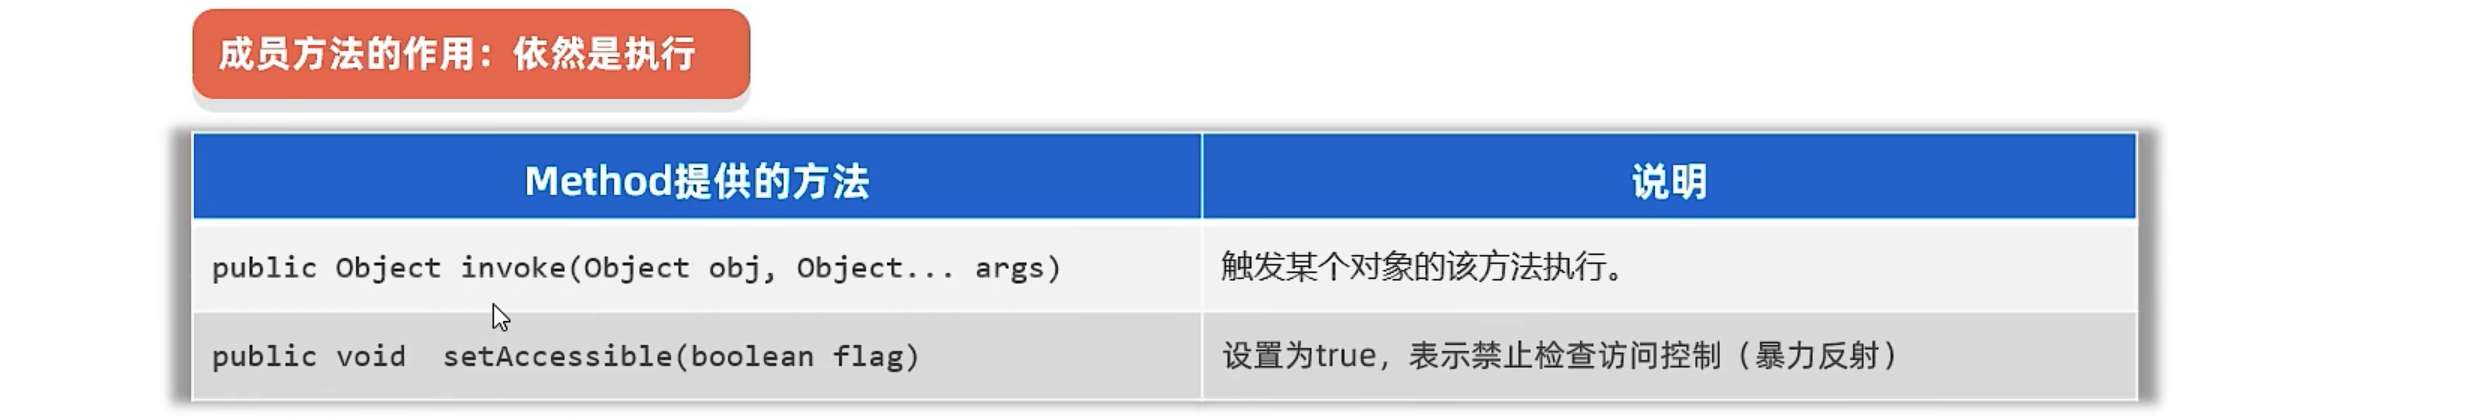 成员方法的作用：依然是执行
Method提供的方法
说明
public Object invoke(Object obj, Object... args)
触发某个对象的该方法执行。
public void  setAccessible(boolean flag)
设置为true，表示禁止检查访问控制（暴力反射）